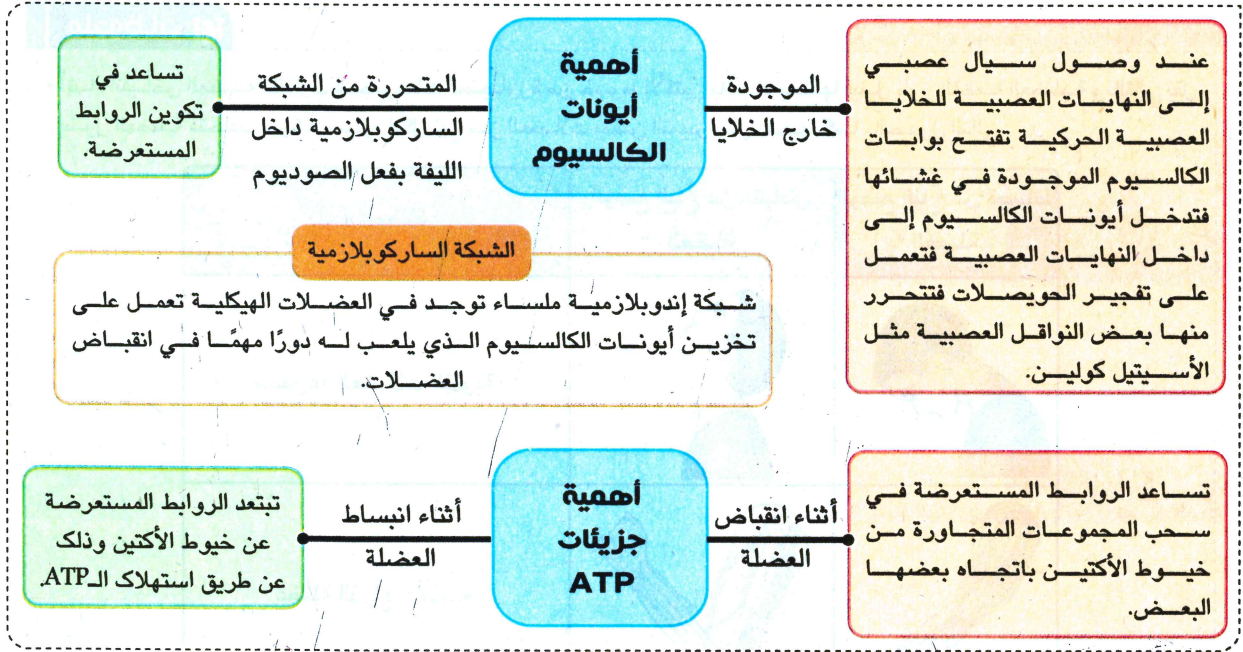 عند وصول سيال عصبي
إلى النهايات العصبية للخلايا
العصبية الحركية تفتح بوابات
الكالسيوم الموجودة في غشائها
فتدخل أيونات الكالسيوم إلى
داخل النهايات العصبية فتعمل
على تفجير الحويصلات فتتحرر
منها بعض النواقل العصبية مثل
الأسيتيل كولين.
الموجودة
خارج الخلايا
أهمية
أيونات
الكالسيوم
المتحررة من الشبكة
الساركوبلازمية داخل
الليفة بفعل الصوديوم
تساعد في
تكوين الروابط
المستعرضة.
الشبكة الساركوبلازمية
شبكة إندوبلازمية ملساء توجد في العضلات الهيكلية تعمل على
تخزين أيونات الكالسيوم الذي يلعب له دورًا مهمًا في انقباض
العضلات.
تساعد الروابط المستعرضة في
سحب المجموعات المتجاورة من
خيوط الأكتين باتجاه بعضها
البعض.
أثناء انقباض
العضلة
أهمية
جزيئات
ATP
أثناء انبساط
العضلة
تبتعد الروابط المستعرضة
عن خيوط الأكتين وذلك
عن طريق استهلاك الـATP.